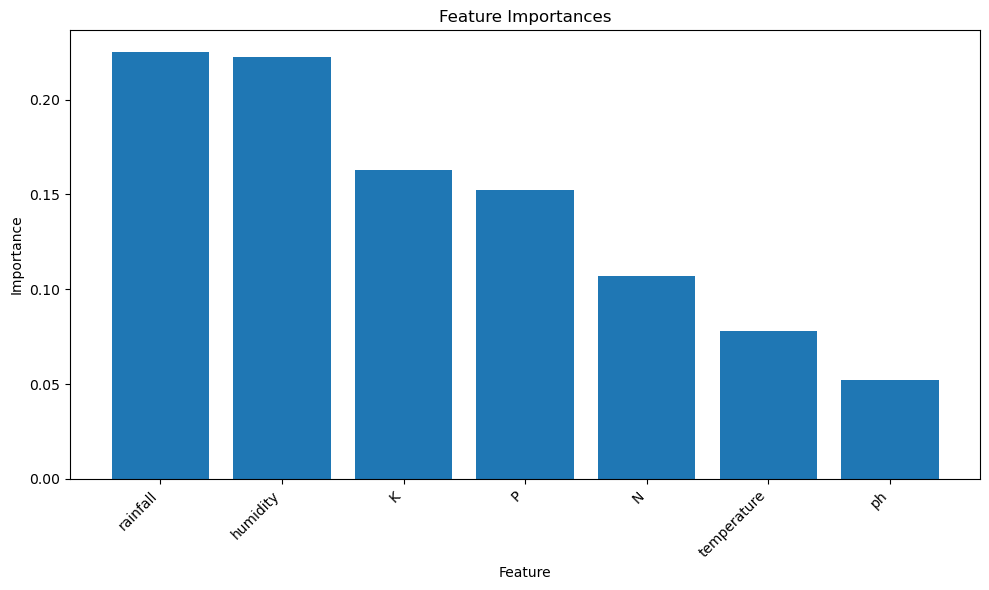 Feature Importances
Importance
0.20
0.15
0.10
0.05
0.00
rainfall
humidity
K
P
N
temperature
ph
Feature